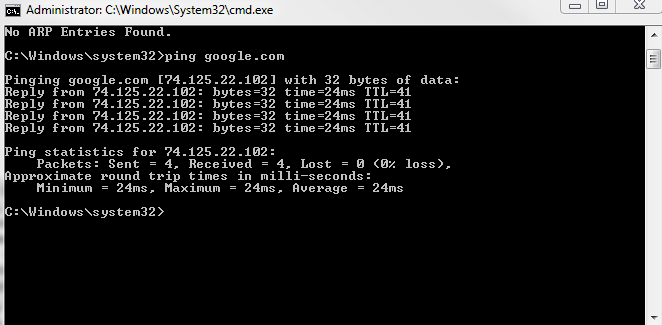 Administrator: C:\Windows\System32\cmd.exe
No ARP Entries Found.
C:\Windows\system32>ping google.com
Pinging google.com [74.125.22.102] with 32 bytes of data:
Reply from 74.125.22.102: bytes=32 time=24ms TTL=41
Reply from 74.125.22.102: bytes=32 time=24ms TTL=41
Reply from 74.125.22.102: bytes=32 time=24ms TTL=41
Reply from 74.125.22.102: bytes=32 time=24ms TTL=41
Ping statistics for 74.125.22.102:
Packets: Sent = 4, Received = 4, Lost = 0 (0% loss),
Approximate round trip times in milli-seconds:
Minimum = 24ms, Maximum = 24ms, Average = 24ms
C:\Windows\system32>